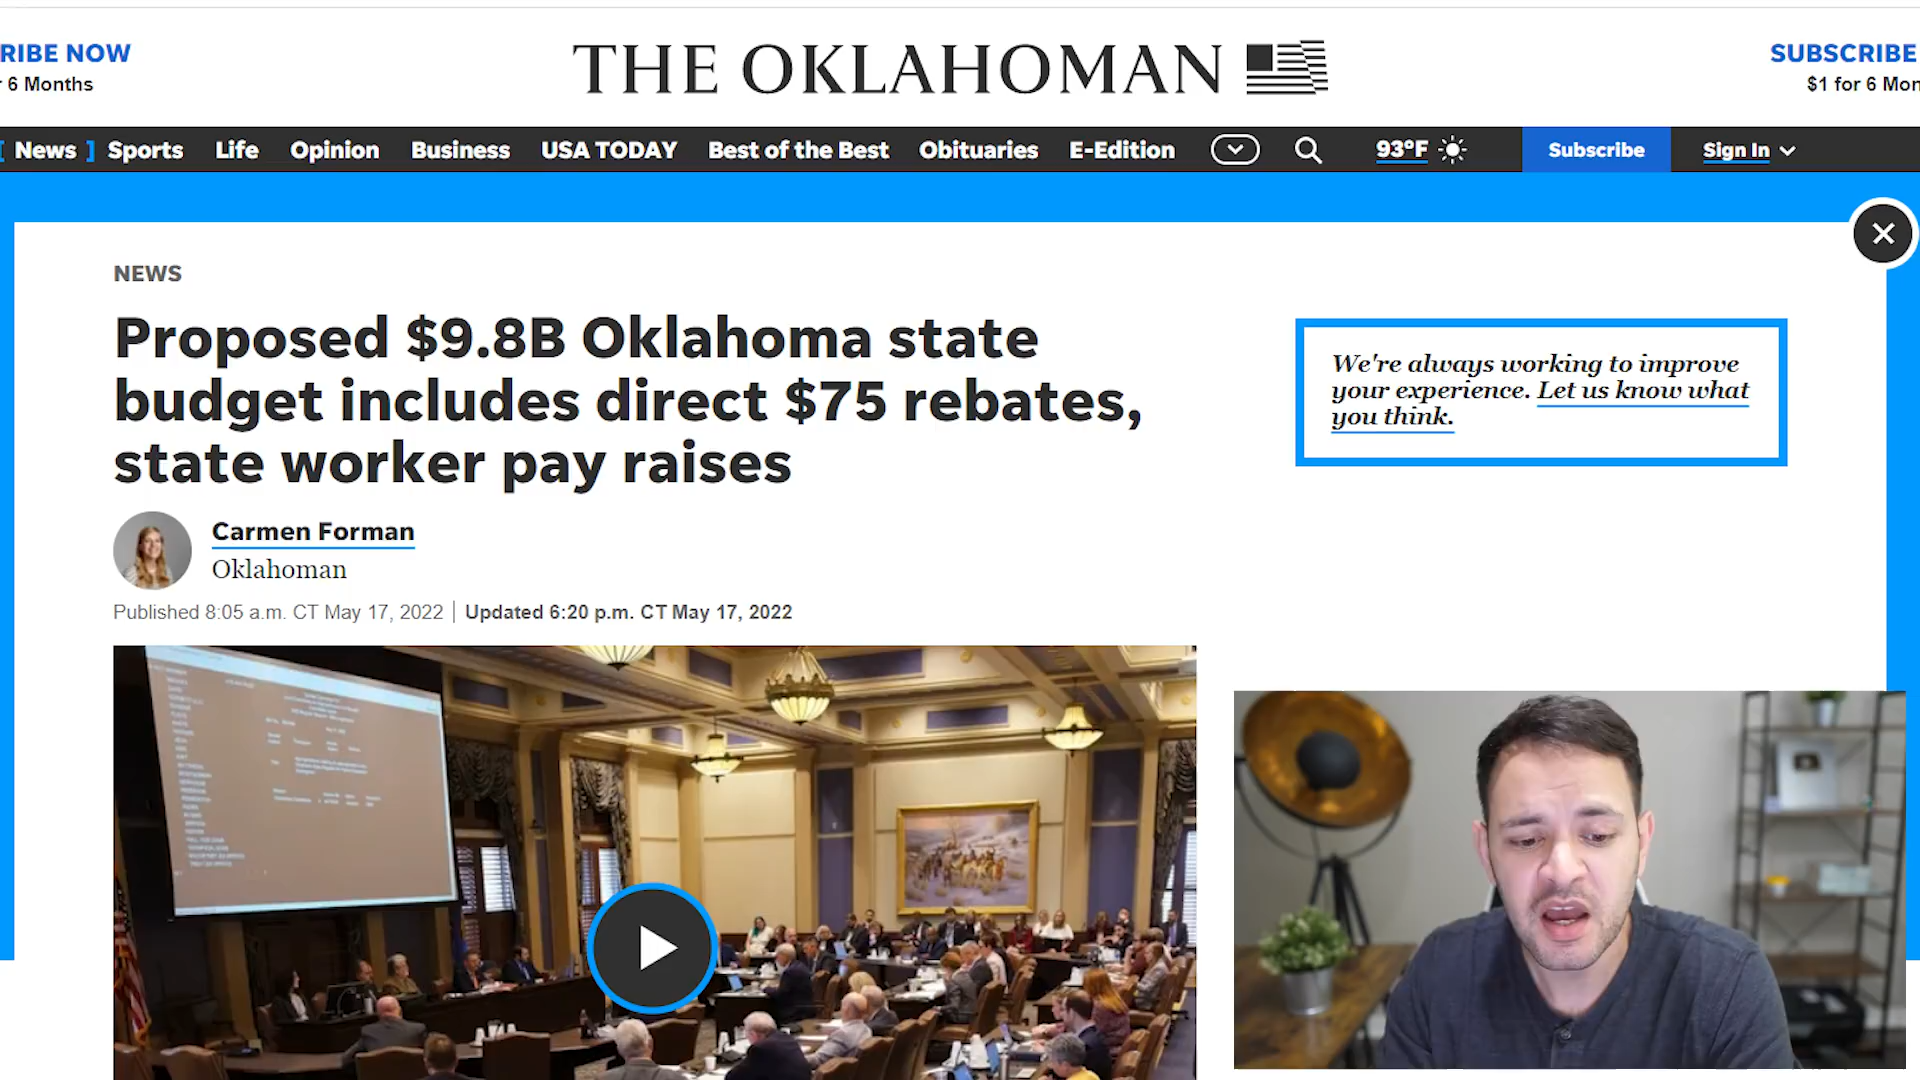 RIBE NOW
6 Months
THE OKLAHOMAN
SUBSCRIBE
$1 for 6 Mon
[ News ] Sports Life Opinion Business USA TODAY Best of the Best Obituaries E-Edition 93°F Subscribe Sign In
NEWS
Proposed $9.8B Oklahoma state
budget includes direct $75 rebates,
state worker pay raises
We're always working to improve
your experience. Let us know what
you think.
Carmen Forman
Oklahoman
Published 8:05 a.m. CT May 17, 2022 | Updated 6:20 p.m. CT May 17, 2022